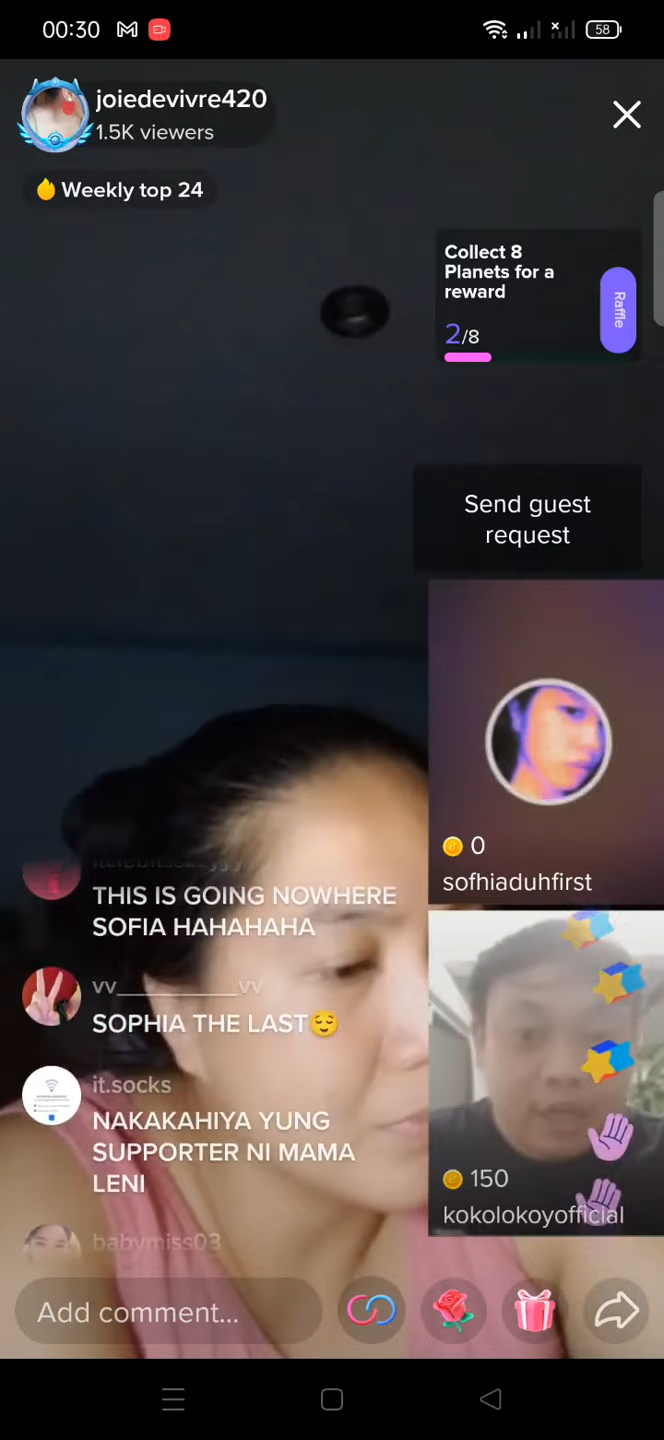 00:30
58
joiedevivre420
1.5K viewers
Weekly top 24
Collect 8
Planets for a
reward
2/8
Raffle
Send guest
request
0
sofhiaduhfirst
THIS IS GOING NOWHERE
SOFIA HAHAHAHA
vv__________vv
SOPHIA THE LAST😌
it.socks
NAKAKAHIYA YUNG
SUPPORTER NI MAMA
LENI
150
kokolokoyofficial
babymiss03
Add comment...